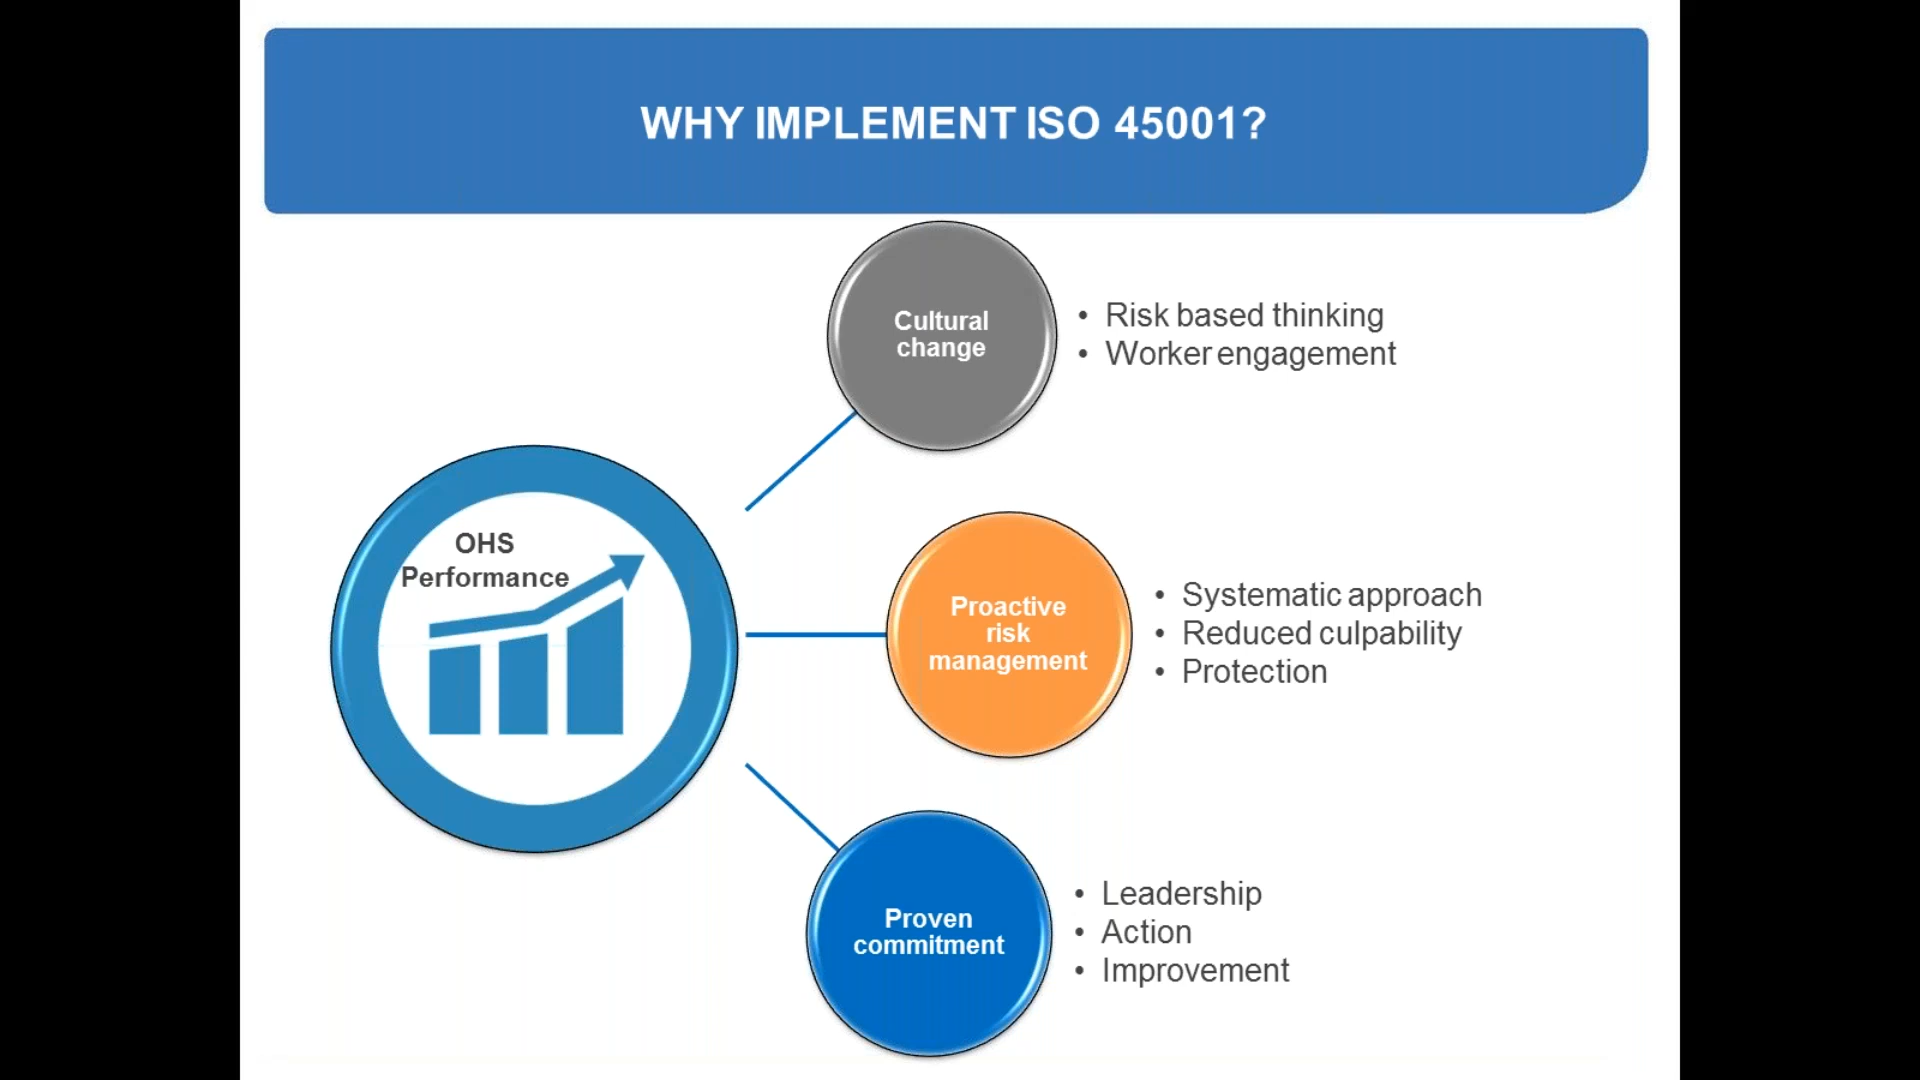 WHY IMPLEMENT ISO 45001?
OHS
Performance
Cultural
change
• Risk based thinking
• Worker engagement
Proactive
risk
management
• Systematic approach
• Reduced culpability
• Protection
Proven
commitment
• Leadership
• Action
• Improvement